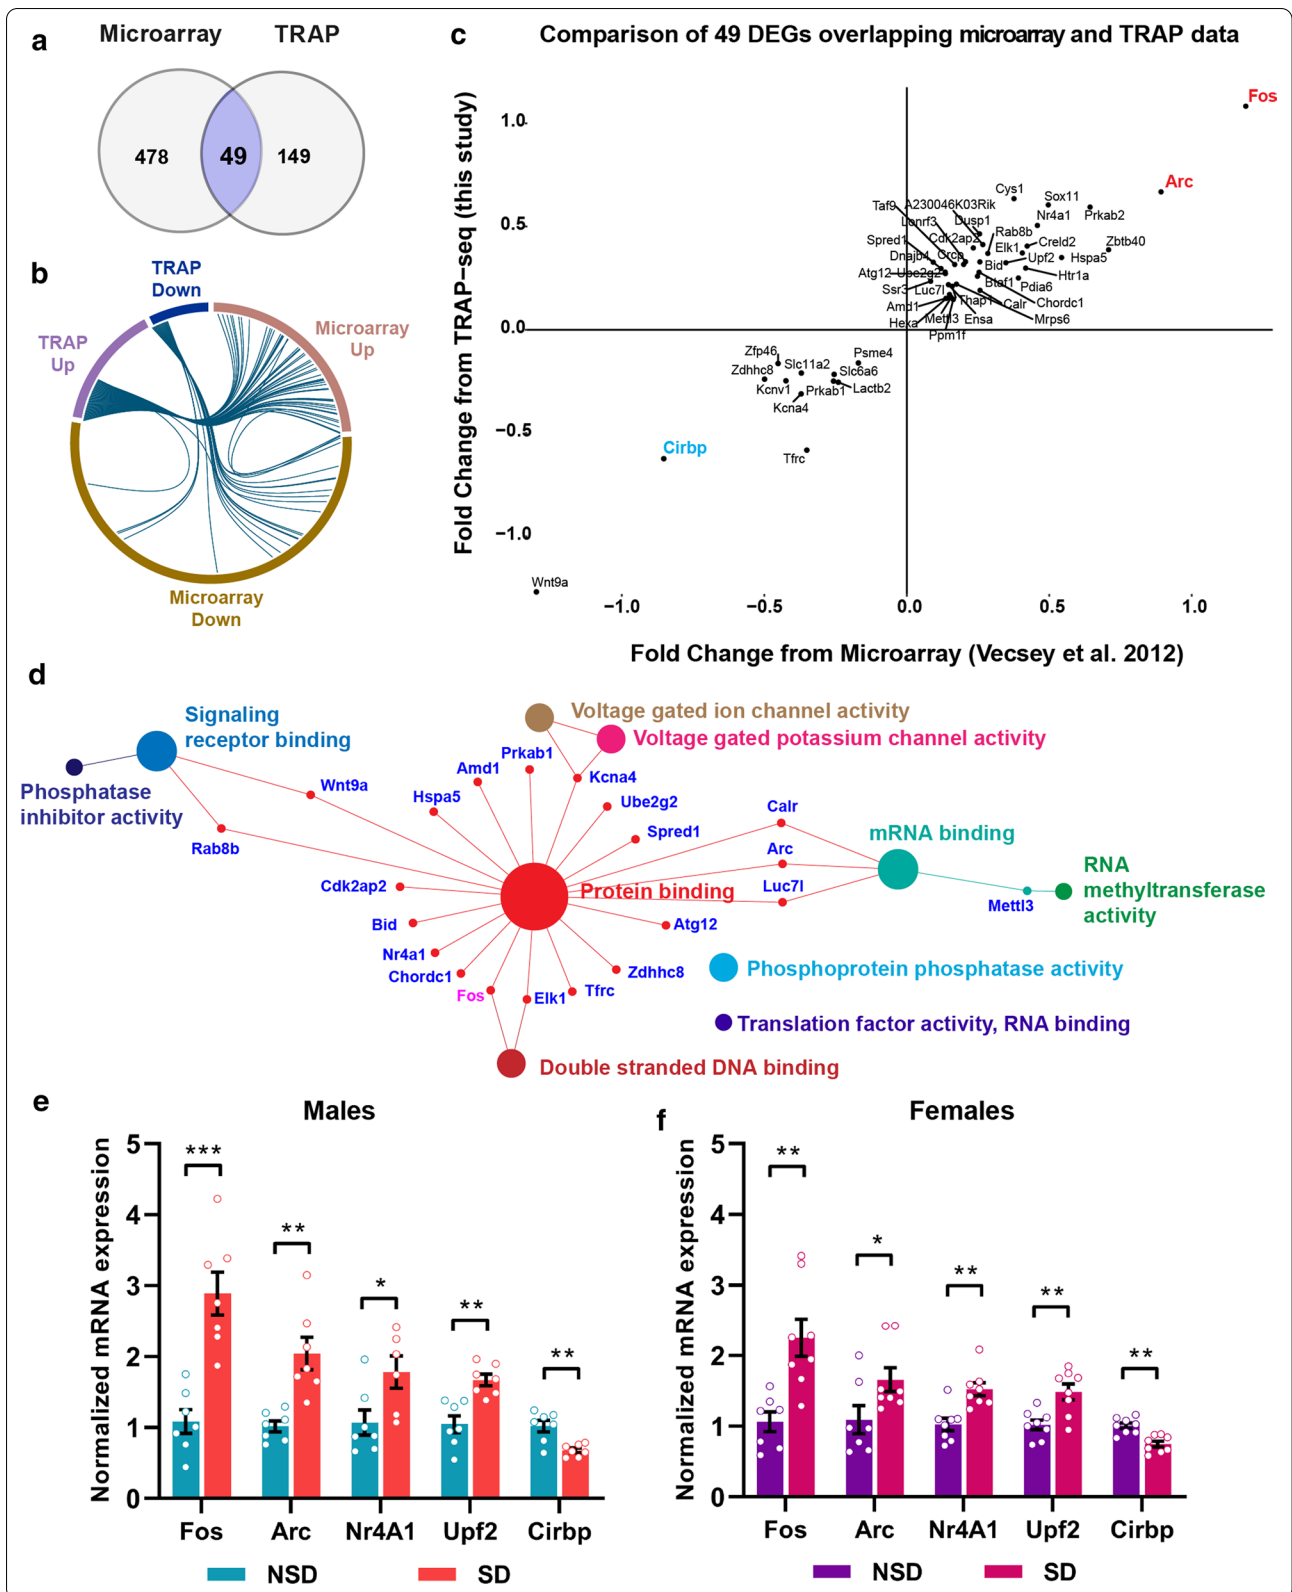 a
Microarray
TRAP
478
49
149
b
TRAP
Down
TRAP
Up
Microarray
Up
Microarray
Down
c
Comparison of 49 DEGs overlapping microarray and TRAP data
Fold Change from TRAP−seq (this study)
1.0
0.5
0.0
−0.5
−1.0
Fos
Arc
Cys1
Sox11
Taf9
A230046K03Rik
Nr4a1
Prkab2
Lonrf3
Dusp1
Spred1
Cdk2ap2
Rab8b
Elk1
Creld2
Zbtb40
Dnajb4
Crcp
Bid
Upf2
Hspa5
Atg12
Ube2g2
Btaf1
Htr1a
Ssr3
Luc7l
Pdia6
Amd1
Thap1
Calr
Chordc1
Hexa
Mettl3
Ensa
Mrps6
Ppm1f
Zfp46
Psme4
Zdhhc8
Slc11a2
Slc6a6
Kcnv1
Prkab1
Lactb2
Kcna4
Cirbp
Tfrc
Wnt9a
−1.0
−0.5
0.0
0.5
1.0
Fold Change from Microarray (Vecsey et al. 2012)
d
Signaling
receptor binding
Voltage gated ion channel activity
Voltage gated potassium channel activity
Phosphatase
inhibitor activity
Wnt9a
Rab8b
Hspa5
Amd1
Prkab1
Kcna4
Ube2g2
Spred1
Calr
Arc
Luc7l
mRNA binding
RNA
methyltransferase
activity
Mettl3
Protein binding
Cdk2ap2
Bid
Nr4a1
Chordc1
Fos
Elk1
Tfrc
Zdhhc8
Atg12
Phosphoprotein phosphatase activity
Translation factor activity, RNA binding
Double stranded DNA binding
e
Males
Normalized mRNA expression
5
4
3
2
1
0
***
**
*
**
**
Fos
Arc
Nr4A1
Upf2
Cirbp
NSD
SD
f
Females
Normalized mRNA expression
5
4
3
2
1
0
**
*
**
**
**
Fos
Arc
Nr4A1
Upf2
Cirbp
NSD
SD